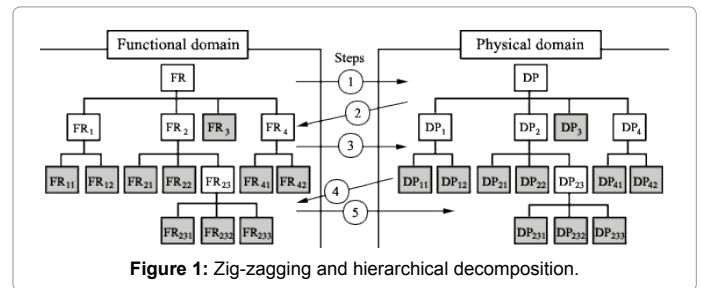 Functional domain
Physical domain
Steps
FR
DP
1
2
FR1 FR2 FR3 FR4
DP1 DP2 DP3 DP4
3
FR11 FR12 FR21 FR22 FR23 FR41 FR42
DP11 DP12 DP21 DP22 DP23 DP41 DP42
4
5
FR231 FR232 FR233
DP231 DP232 DP233
Figure 1: Zig-zagging and hierarchical decomposition.